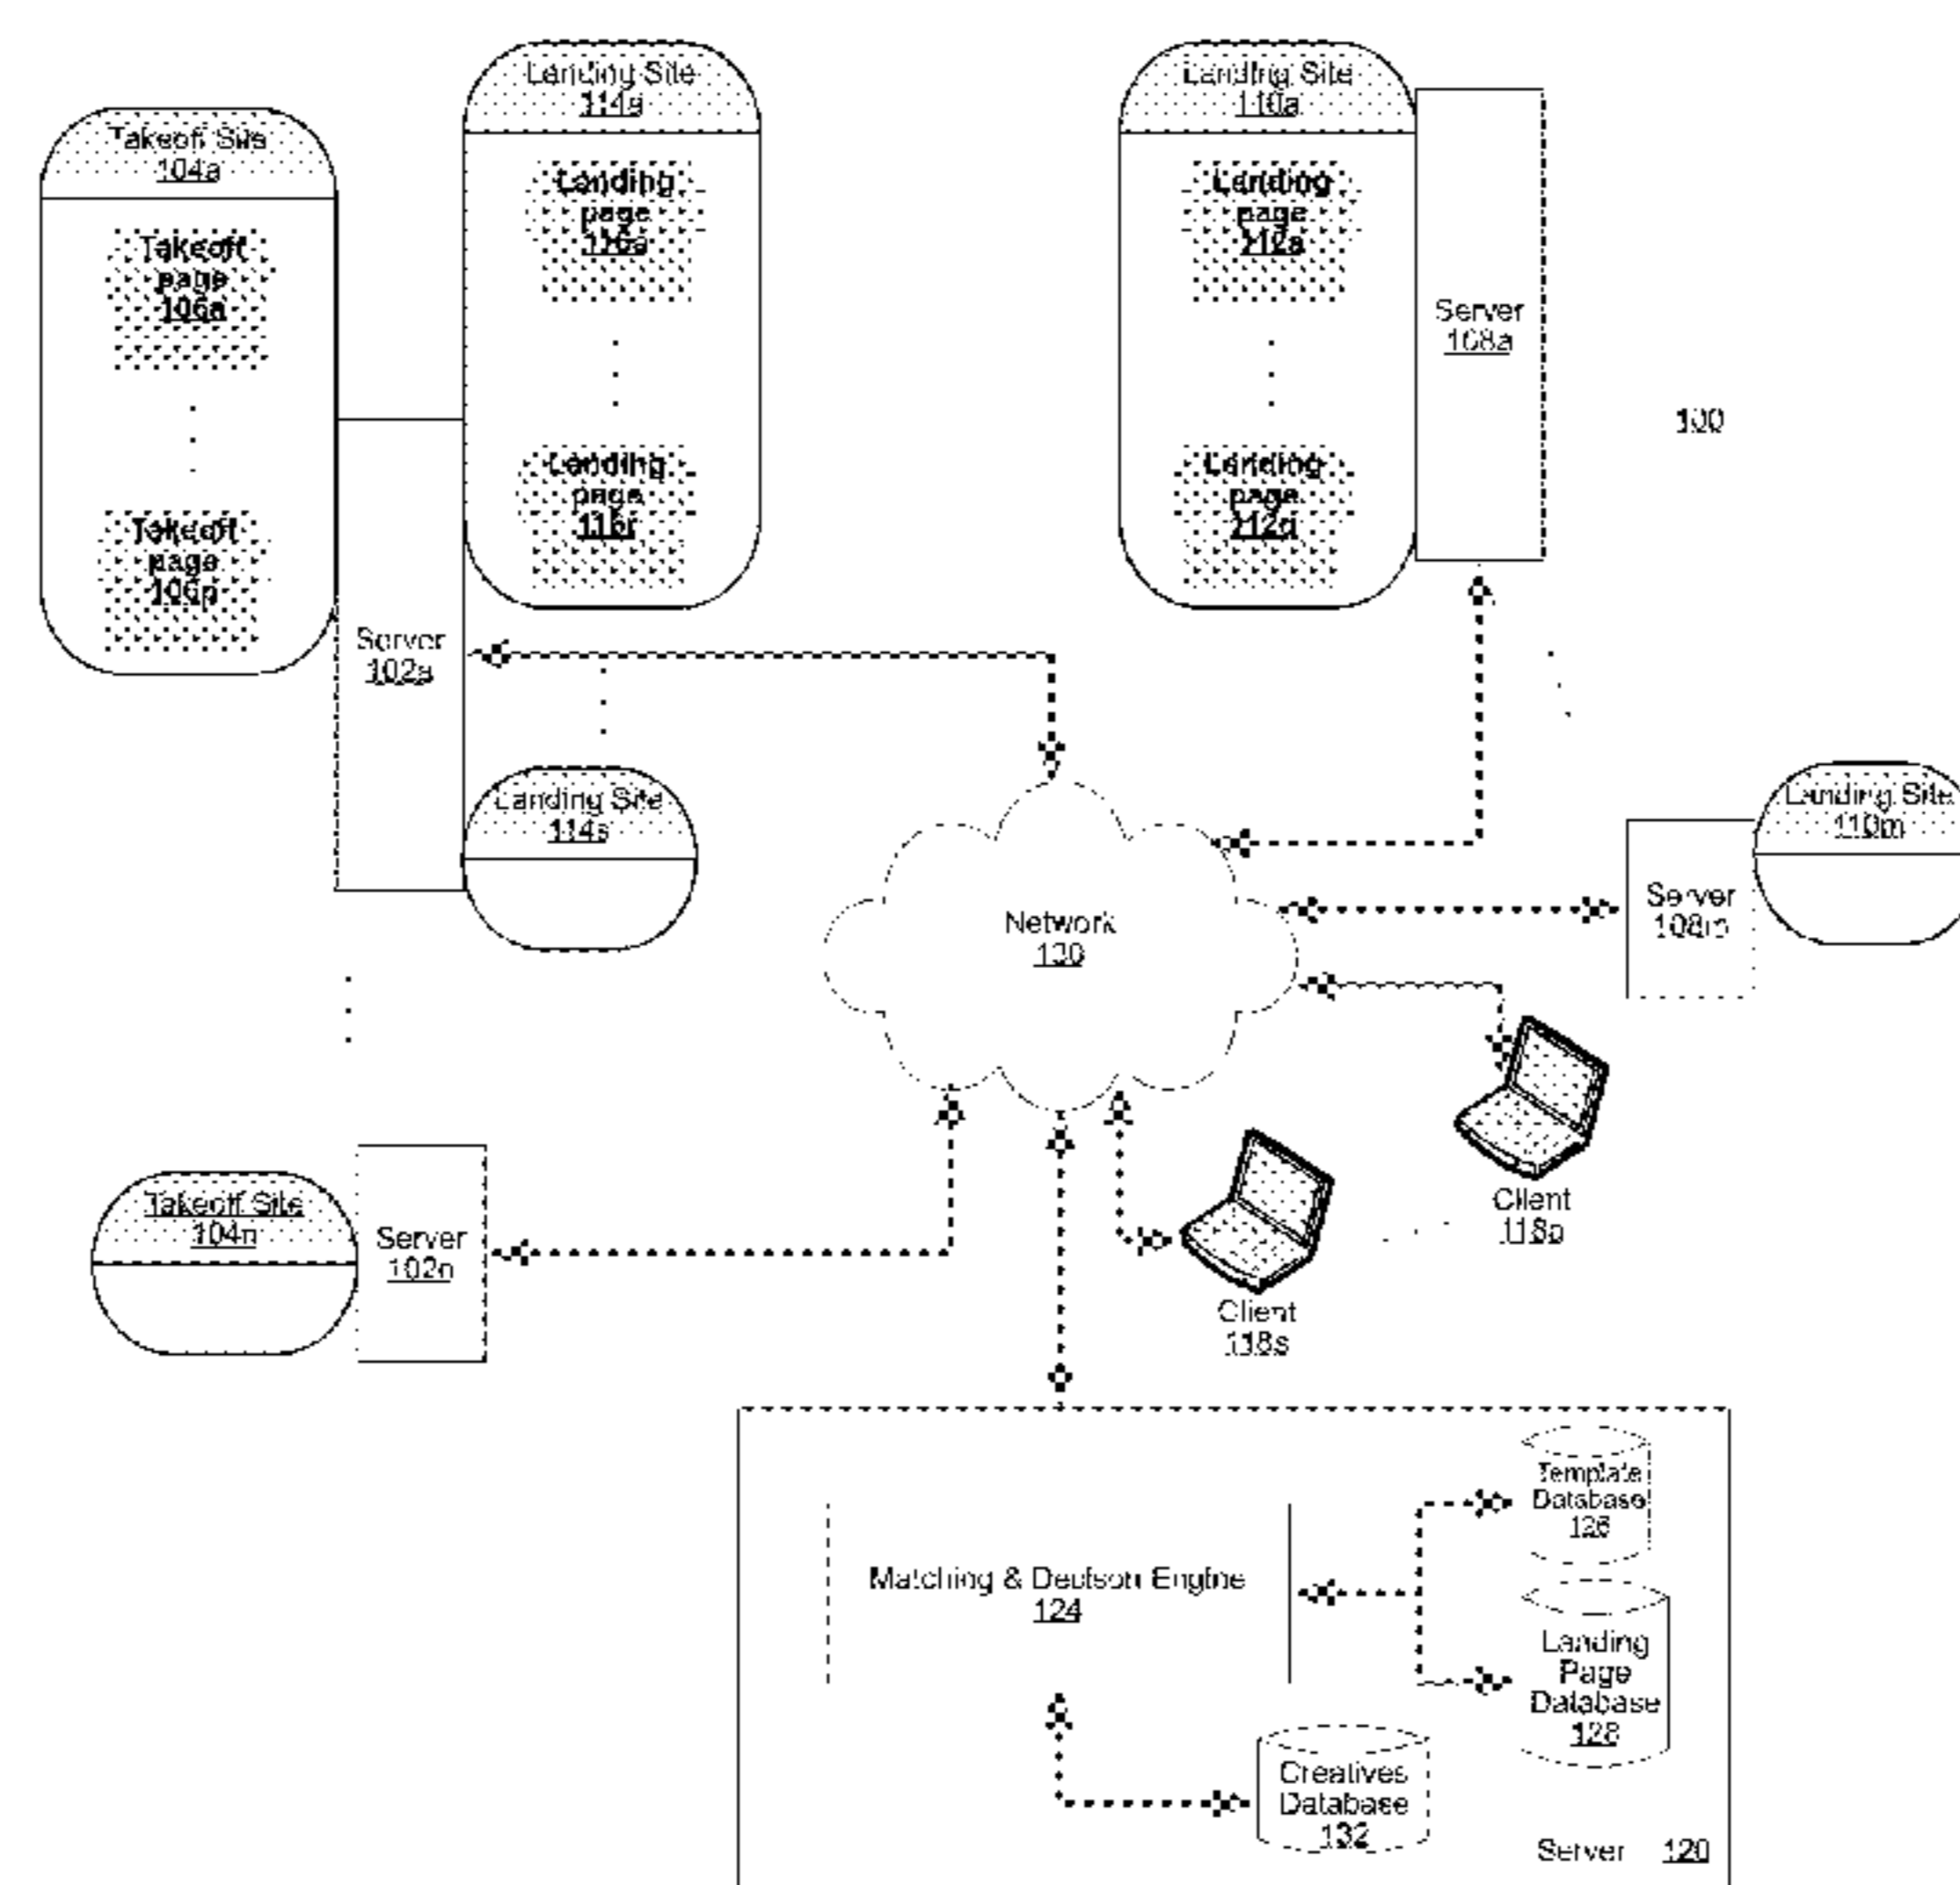 Takeoff Site
104a
Takeoff
page
106a
Takeoff
page
106p
Landing Site
114a
Landing
page
116a
Landing
page
116r
Server
102a
Landing Site
Landing Site
110a
Landing
page
112a
Landing
page
112q
Server
108a
100
Network
130
Server
108m
Landing Site
110m
Takeoff Site
104n
Server
102n
Client
Client
118s
Matching & Decision Engine
124
Template
Database
126
Landing
Page
Database
128
Creatives
Database
132
Server 120